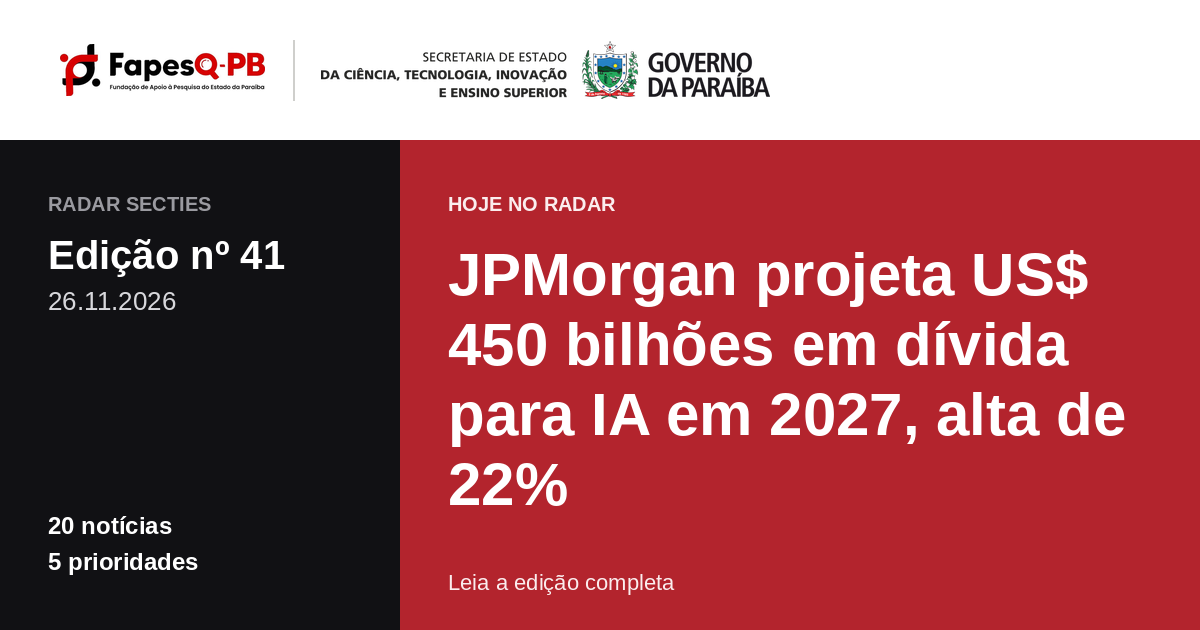 FapesQ-PB
Fundação de Apoio à Pesquisa do Estado da Paraíba
SECRETARIA DE ESTADO
DA CIÊNCIA, TECNOLOGIA, INOVAÇÃO
E ENSINO SUPERIOR
GOVERNO
DA PARAÍBA
RADAR SECTIES
Edição nº 41
26.11.2026
20 notícias
5 prioridades
HOJE NO RADAR
JPMorgan projeta US$
450 bilhões em dívida
para IA em 2027, alta de
22%
Leia a edição completa